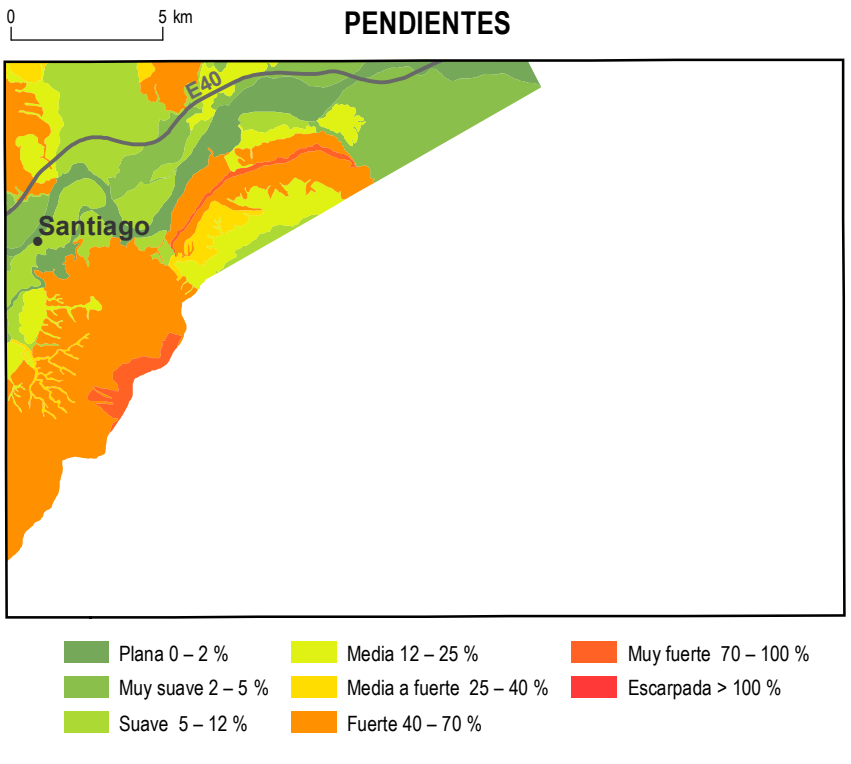 0 5 km
PENDIENTES
E40
Santiago
Plana 0 – 2 %
Muy suave 2 – 5 %
Suave 5 – 12 %
Media 12 – 25 %
Media a fuerte 25 – 40 %
Fuerte 40 – 70 %
Muy fuerte 70 – 100 %
Escarpada > 100 %